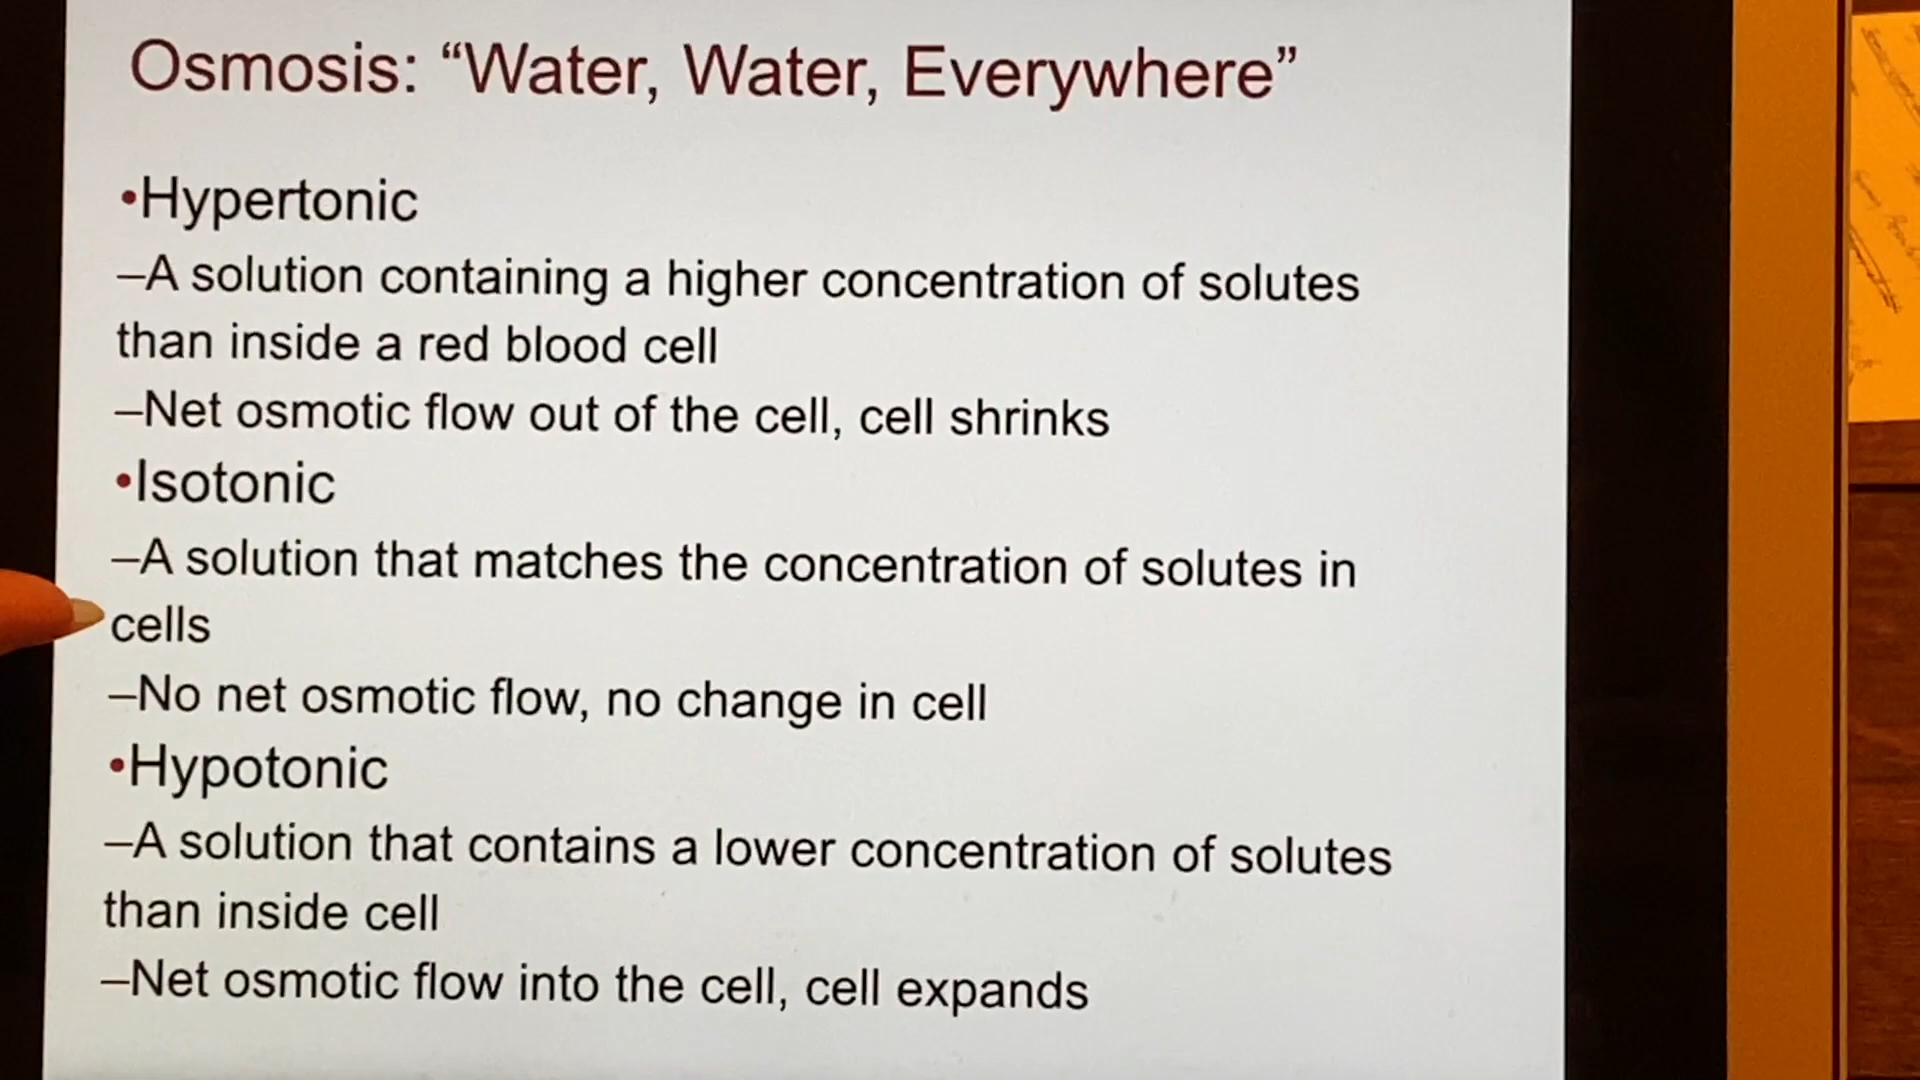 Osmosis: “Water, Water, Everywhere”
•Hypertonic
–A solution containing a higher concentration of solutes
than inside a red blood cell
–Net osmotic flow out of the cell, cell shrinks
•Isotonic
–A solution that matches the concentration of solutes in
cells
–No net osmotic flow, no change in cell
•Hypotonic
–A solution that contains a lower concentration of solutes
than inside cell
–Net osmotic flow into the cell, cell expands